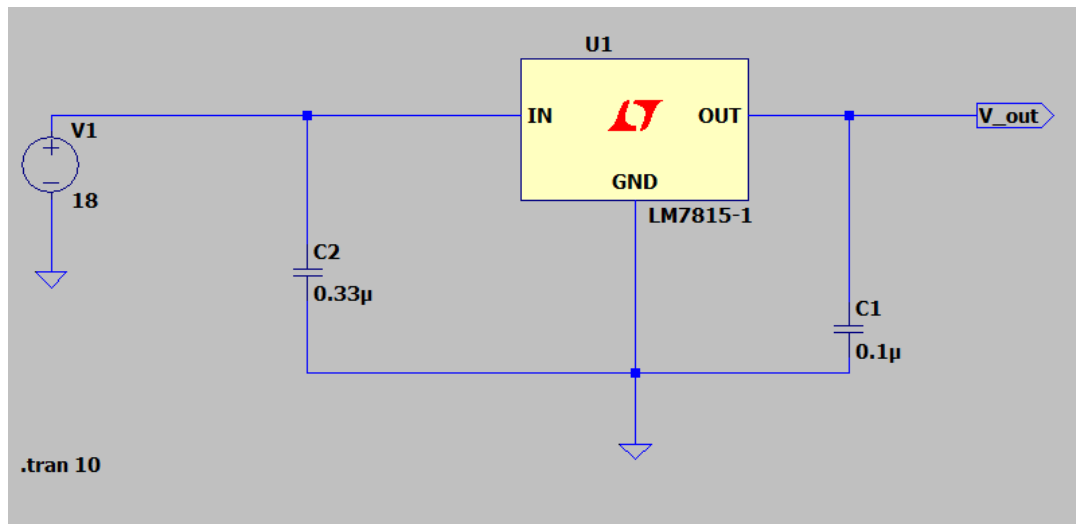 U1
V1
18
IN
OUT
GND
LM7815-1
V_out
C2
0.33µ
C1
0.1µ
.tran 10